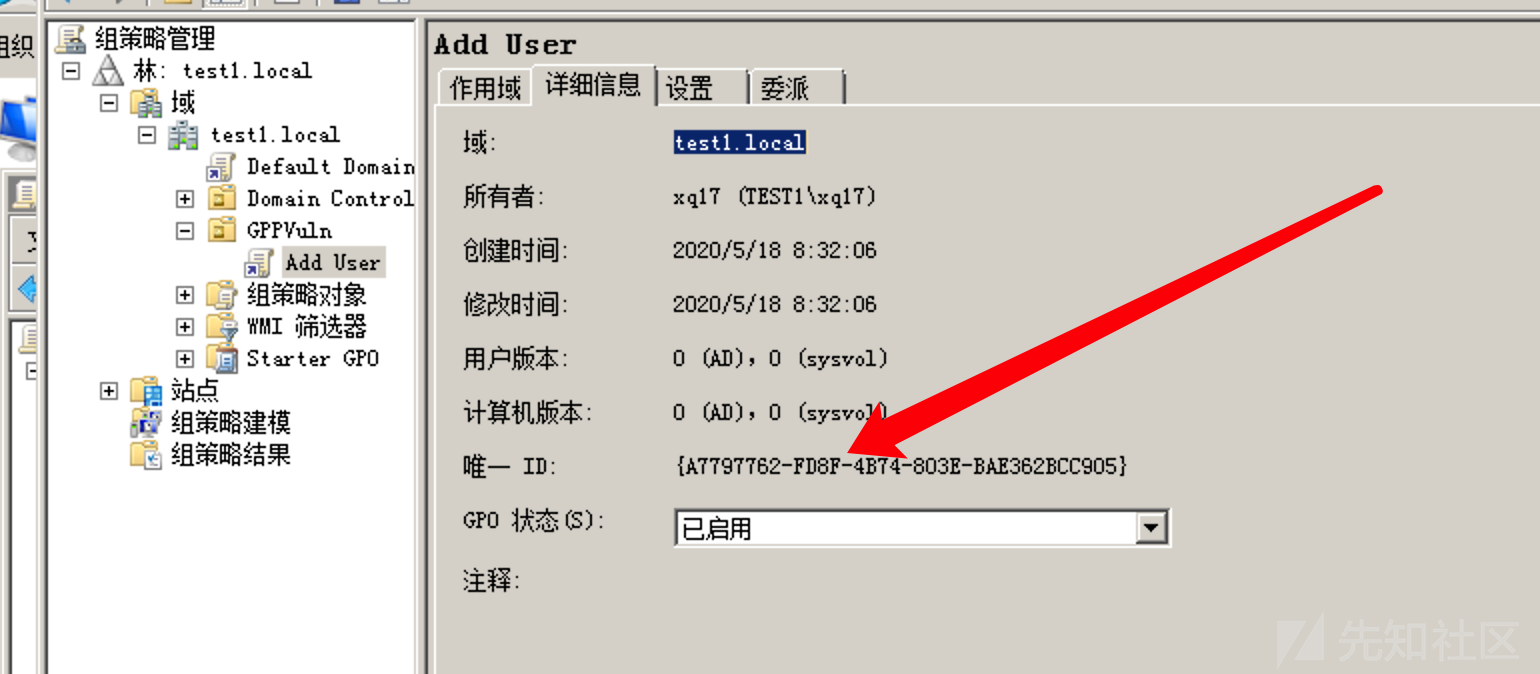 组织
组策略管理
林: test1.local
域
test1.local
Default Domain
Domain Control
GPPVuln
Add User
组策略对象
WMI 筛选器
Starter GPO
站点
组策略建模
组策略结果
Add User
作用域 详细信息 设置 委派
域: test1.local
所有者: xq17 (TEST1\xq17)
创建时间: 2020/5/18 8:32:06
修改时间: 2020/5/18 8:32:06
用户版本: 0 (AD), 0 (sysvol)
计算机版本: 0 (AD), 0 (sysvol)
唯一 ID: {A7797762-FD8F-4B74-803E-BAE362BCC905}
GPO 状态(S): 已启用
注释:
先知社区